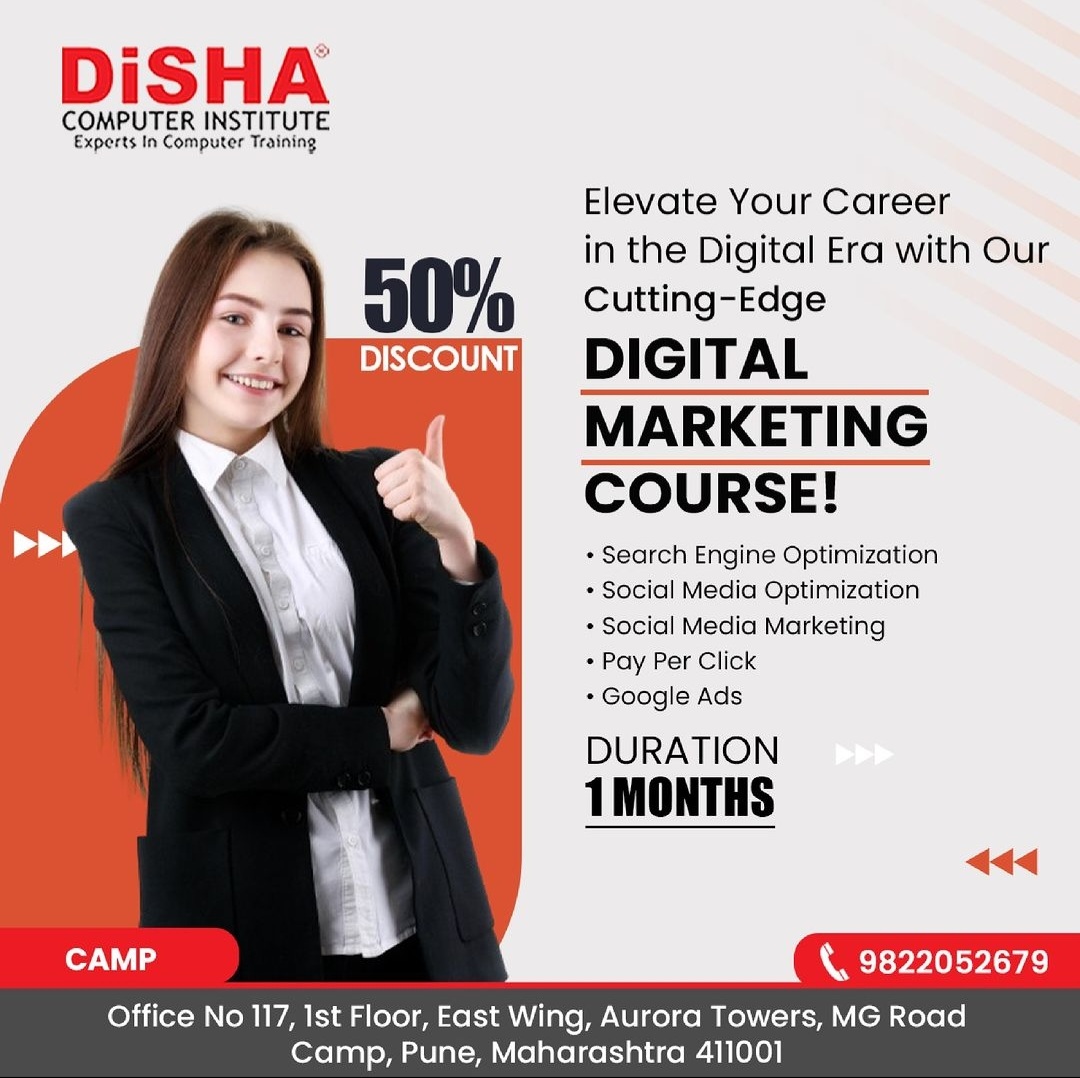 DiSHA®
COMPUTER INSTITUTE
Experts In Computer Training
50%
DISCOUNT
Elevate Your Career
in the Digital Era with Our
Cutting-Edge
DIGITAL
MARKETING
COURSE!
• Search Engine Optimization
• Social Media Optimization
• Social Media Marketing
• Pay Per Click
• Google Ads
DURATION
1 MONTHS
CAMP
9822052679
Office No 117, 1st Floor, East Wing, Aurora Towers, MG Road
Camp, Pune, Maharashtra 411001